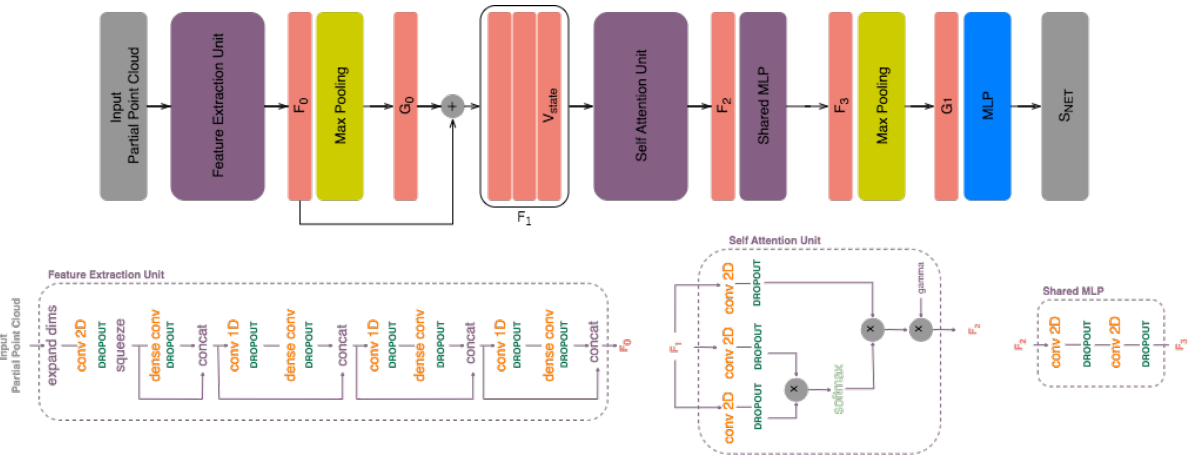 Input
Partial Point Cloud
Feature Extraction Unit
F0
Max Pooling
G0
+
Vstate
F1
Self Attention Unit
F2
Shared MLP
F3
Max Pooling
G1
MLP
SNET
Feature Extraction Unit
Input
Partial Point Cloud
expand dims
conv 2D
DROPOUT
squeeze
dense conv
DROPOUT
concat
conv 1D
DROPOUT
dense conv
DROPOUT
concat
conv 1D
DROPOUT
dense conv
DROPOUT
concat
conv 1D
DROPOUT
dense conv
DROPOUT
concat
F0
Self Attention Unit
F1
conv 2D
DROPOUT
conv 2D
DROPOUT
conv 2D
DROPOUT
x
softmax
x
x
gamma
F2
Shared MLP
F2
conv 2D
DROPOUT
conv 2D
DROPOUT
F3